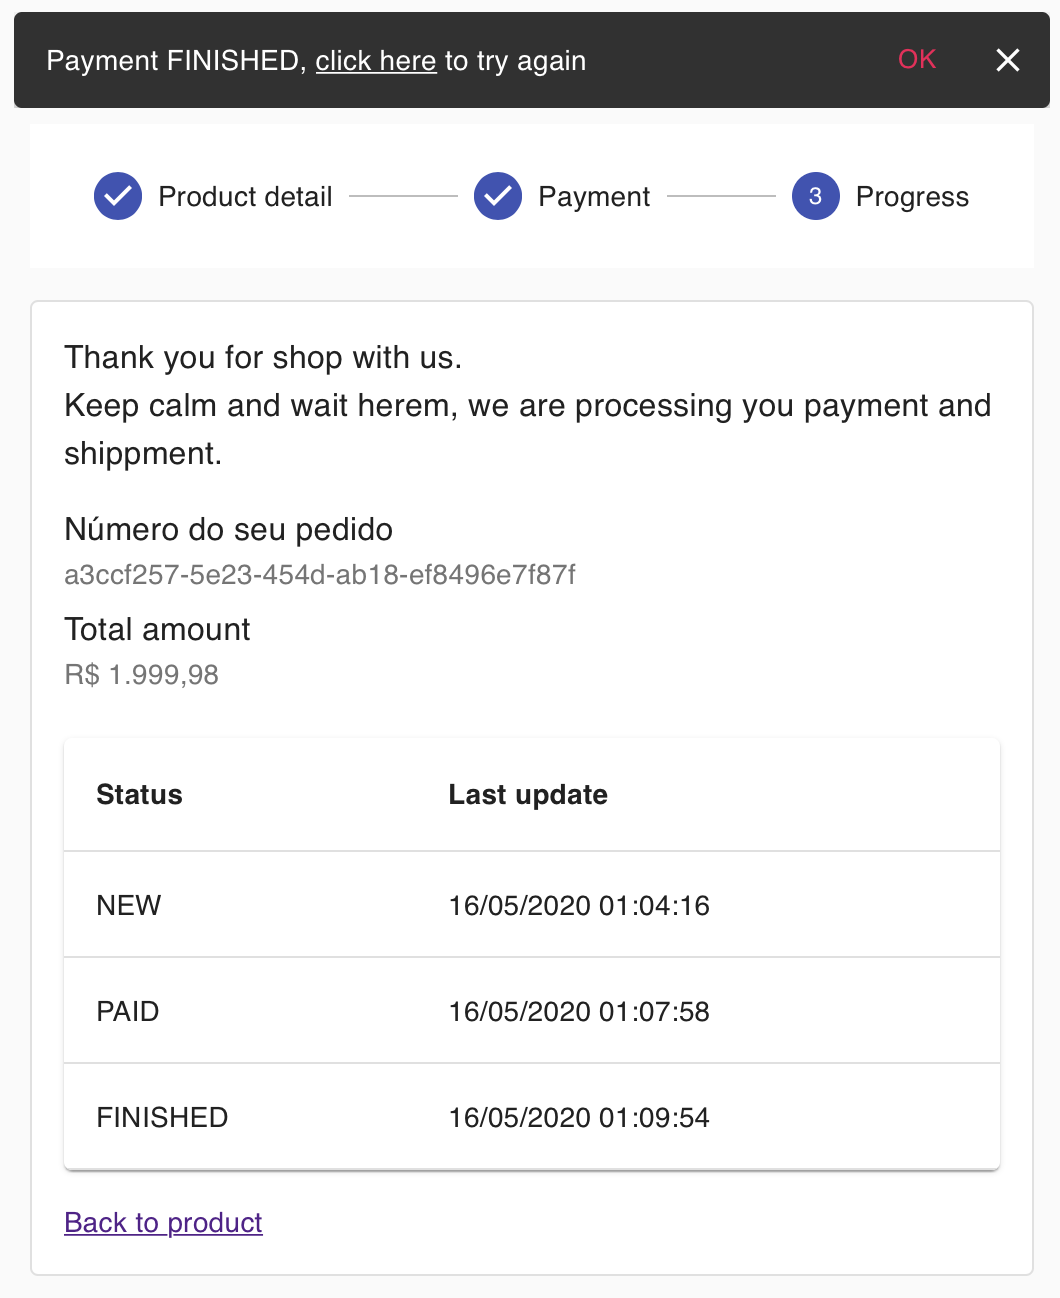 Payment FINISHED, click here to try again OK
Product detail Payment 3 Progress
Thank you for shop with us.
Keep calm and wait herem, we are processing you payment and
shippment.
Número do seu pedido
a3ccf257-5e23-454d-ab18-ef8496e7f87f
Total amount
R$ 1.999,98
Status Last update
NEW 16/05/2020 01:04:16
PAID 16/05/2020 01:07:58
FINISHED 16/05/2020 01:09:54
Back to product